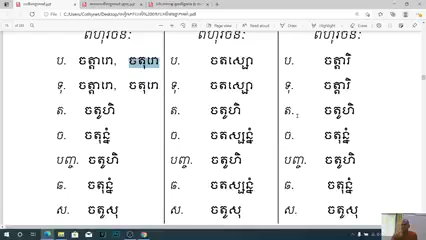 ពហុវចនៈ ពហុវចនៈ ពហុវចនៈ
ប. ចត្តារោ, ចតុរោ ប. ចតស្សោ ប. ចត្តារិ
ទុ. ចត្តារោ, ចតុរោ ទុ. ចតស្សោ ទុ. ចត្តារិ
ត. ចតូហិ ត. ចតូហិ ត. ចតូហិ
ច. ចតុន្នំ ច. ចតស្សន្នំ ច. ចតុន្នំ
បញ្ច. ចតូហិ បញ្ច. ចតូហិ បញ្ច. ចតូហិ
ឆ. ចតុន្នំ ឆ. ចតស្សន្នំ ឆ. ចតុន្នំ
ស. ចតូសុ ស. ចតូសុ ស. ចតូសុ